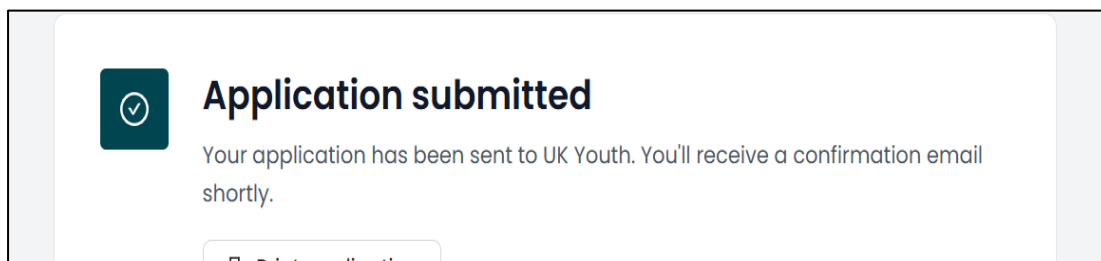 Application submitted
Your application has been sent to UK Youth. You'll receive a confirmation email
shortly.